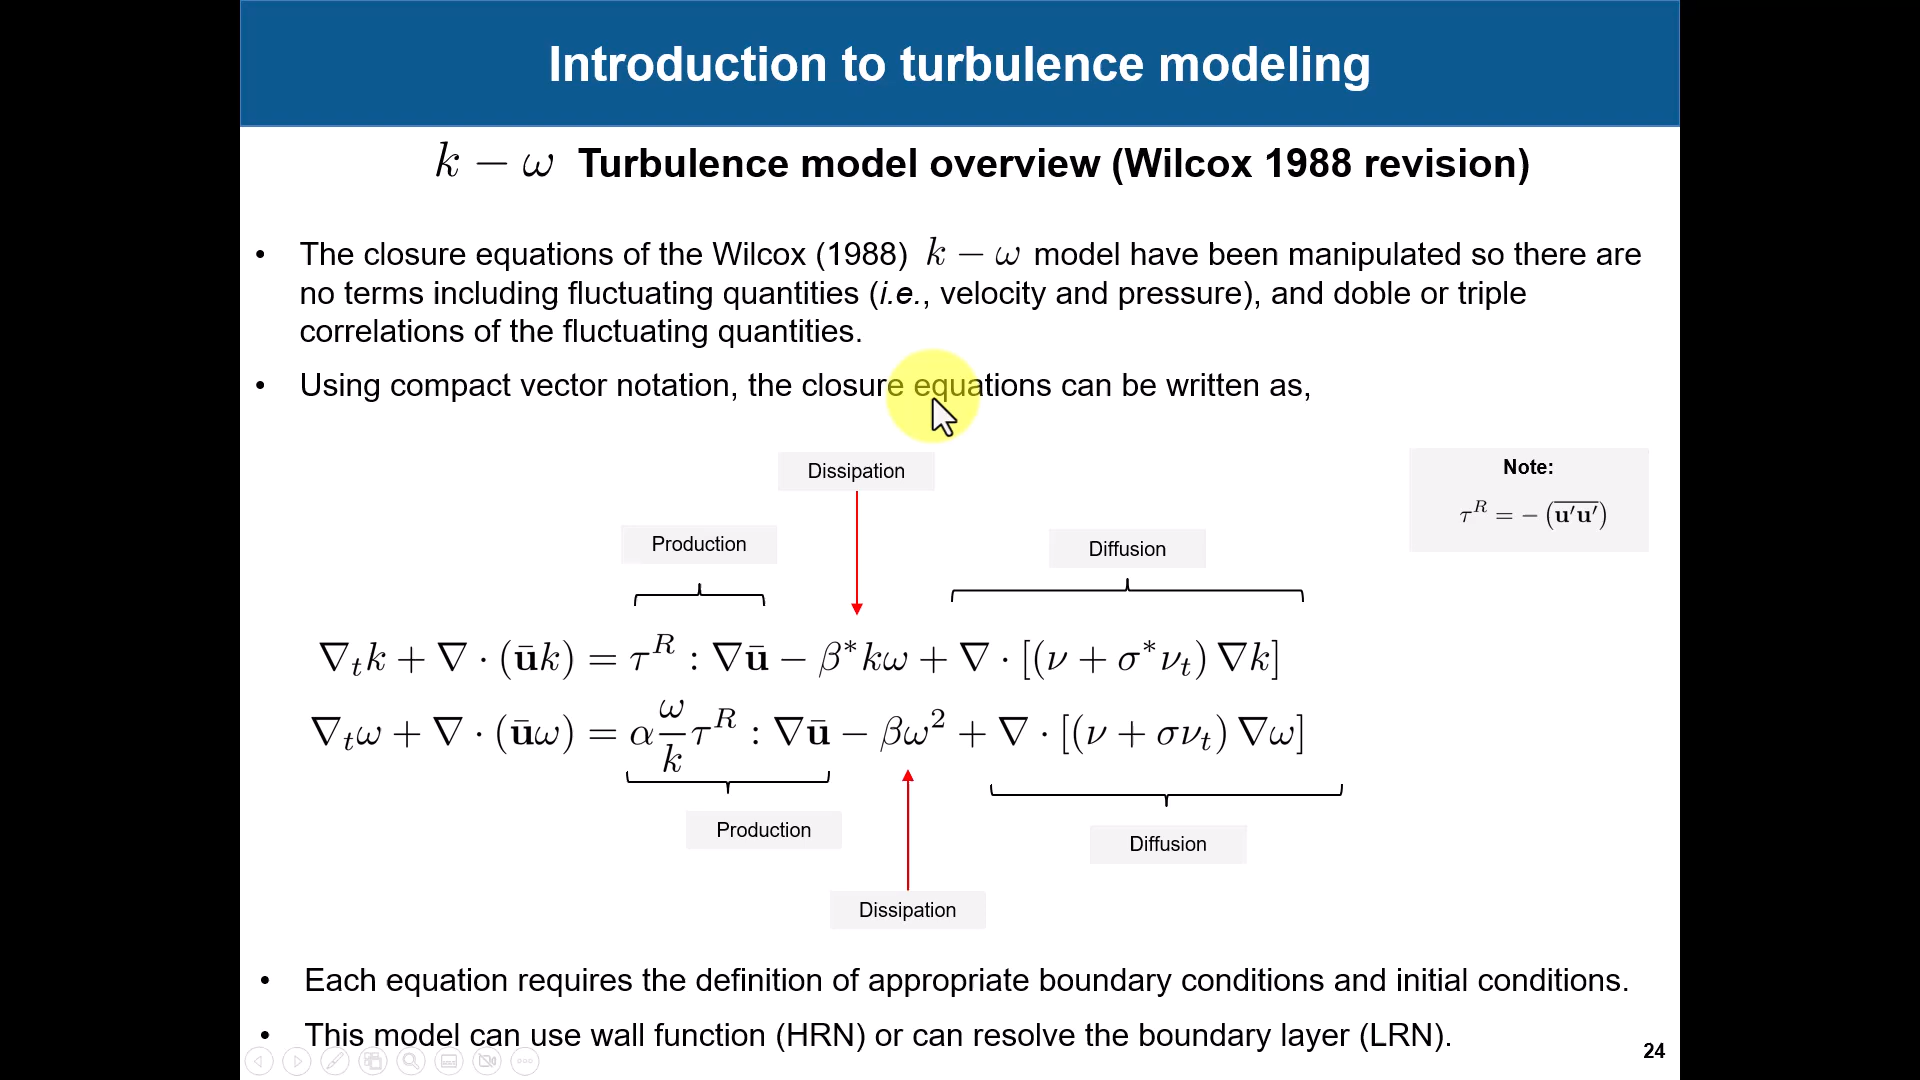 Introduction to turbulence modeling
k − ω Turbulence model overview (Wilcox 1988 revision)
• The closure equations of the Wilcox (1988) k − ω model have been manipulated so there are
no terms including fluctuating quantities (i.e., velocity and pressure), and doble or triple
correlations of the fluctuating quantities.
• Using compact vector notation, the closure equations can be written as,
Dissipation
Note:
τ^R = − (\overline{u′u′})
Production
Diffusion
∇_t k + ∇ · (ūk) = τ^R : ∇ū − β^* kω + ∇ · [(ν + σ^* ν_t) ∇k]
∇_t ω + ∇ · (ūω) = α \frac{ω}{k} τ^R : ∇ū − βω² + ∇ · [(ν + σν_t) ∇ω]
Production
Diffusion
Dissipation
• Each equation requires the definition of appropriate boundary conditions and initial conditions.
• This model can use wall function (HRN) or can resolve the boundary layer (LRN).
24